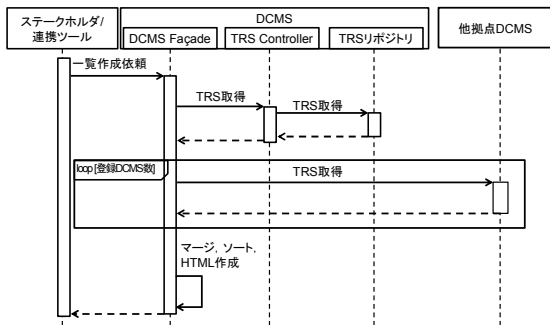 ステークホルダ/
連携ツール
DCMS
DCMS Façade
TRS Controller
TRSリポジトリ
他拠点DCMS
一覧作成依頼
TRS取得
TRS取得
loop [登録DCMS数]
TRS取得
マージ, ソート,
HTML作成